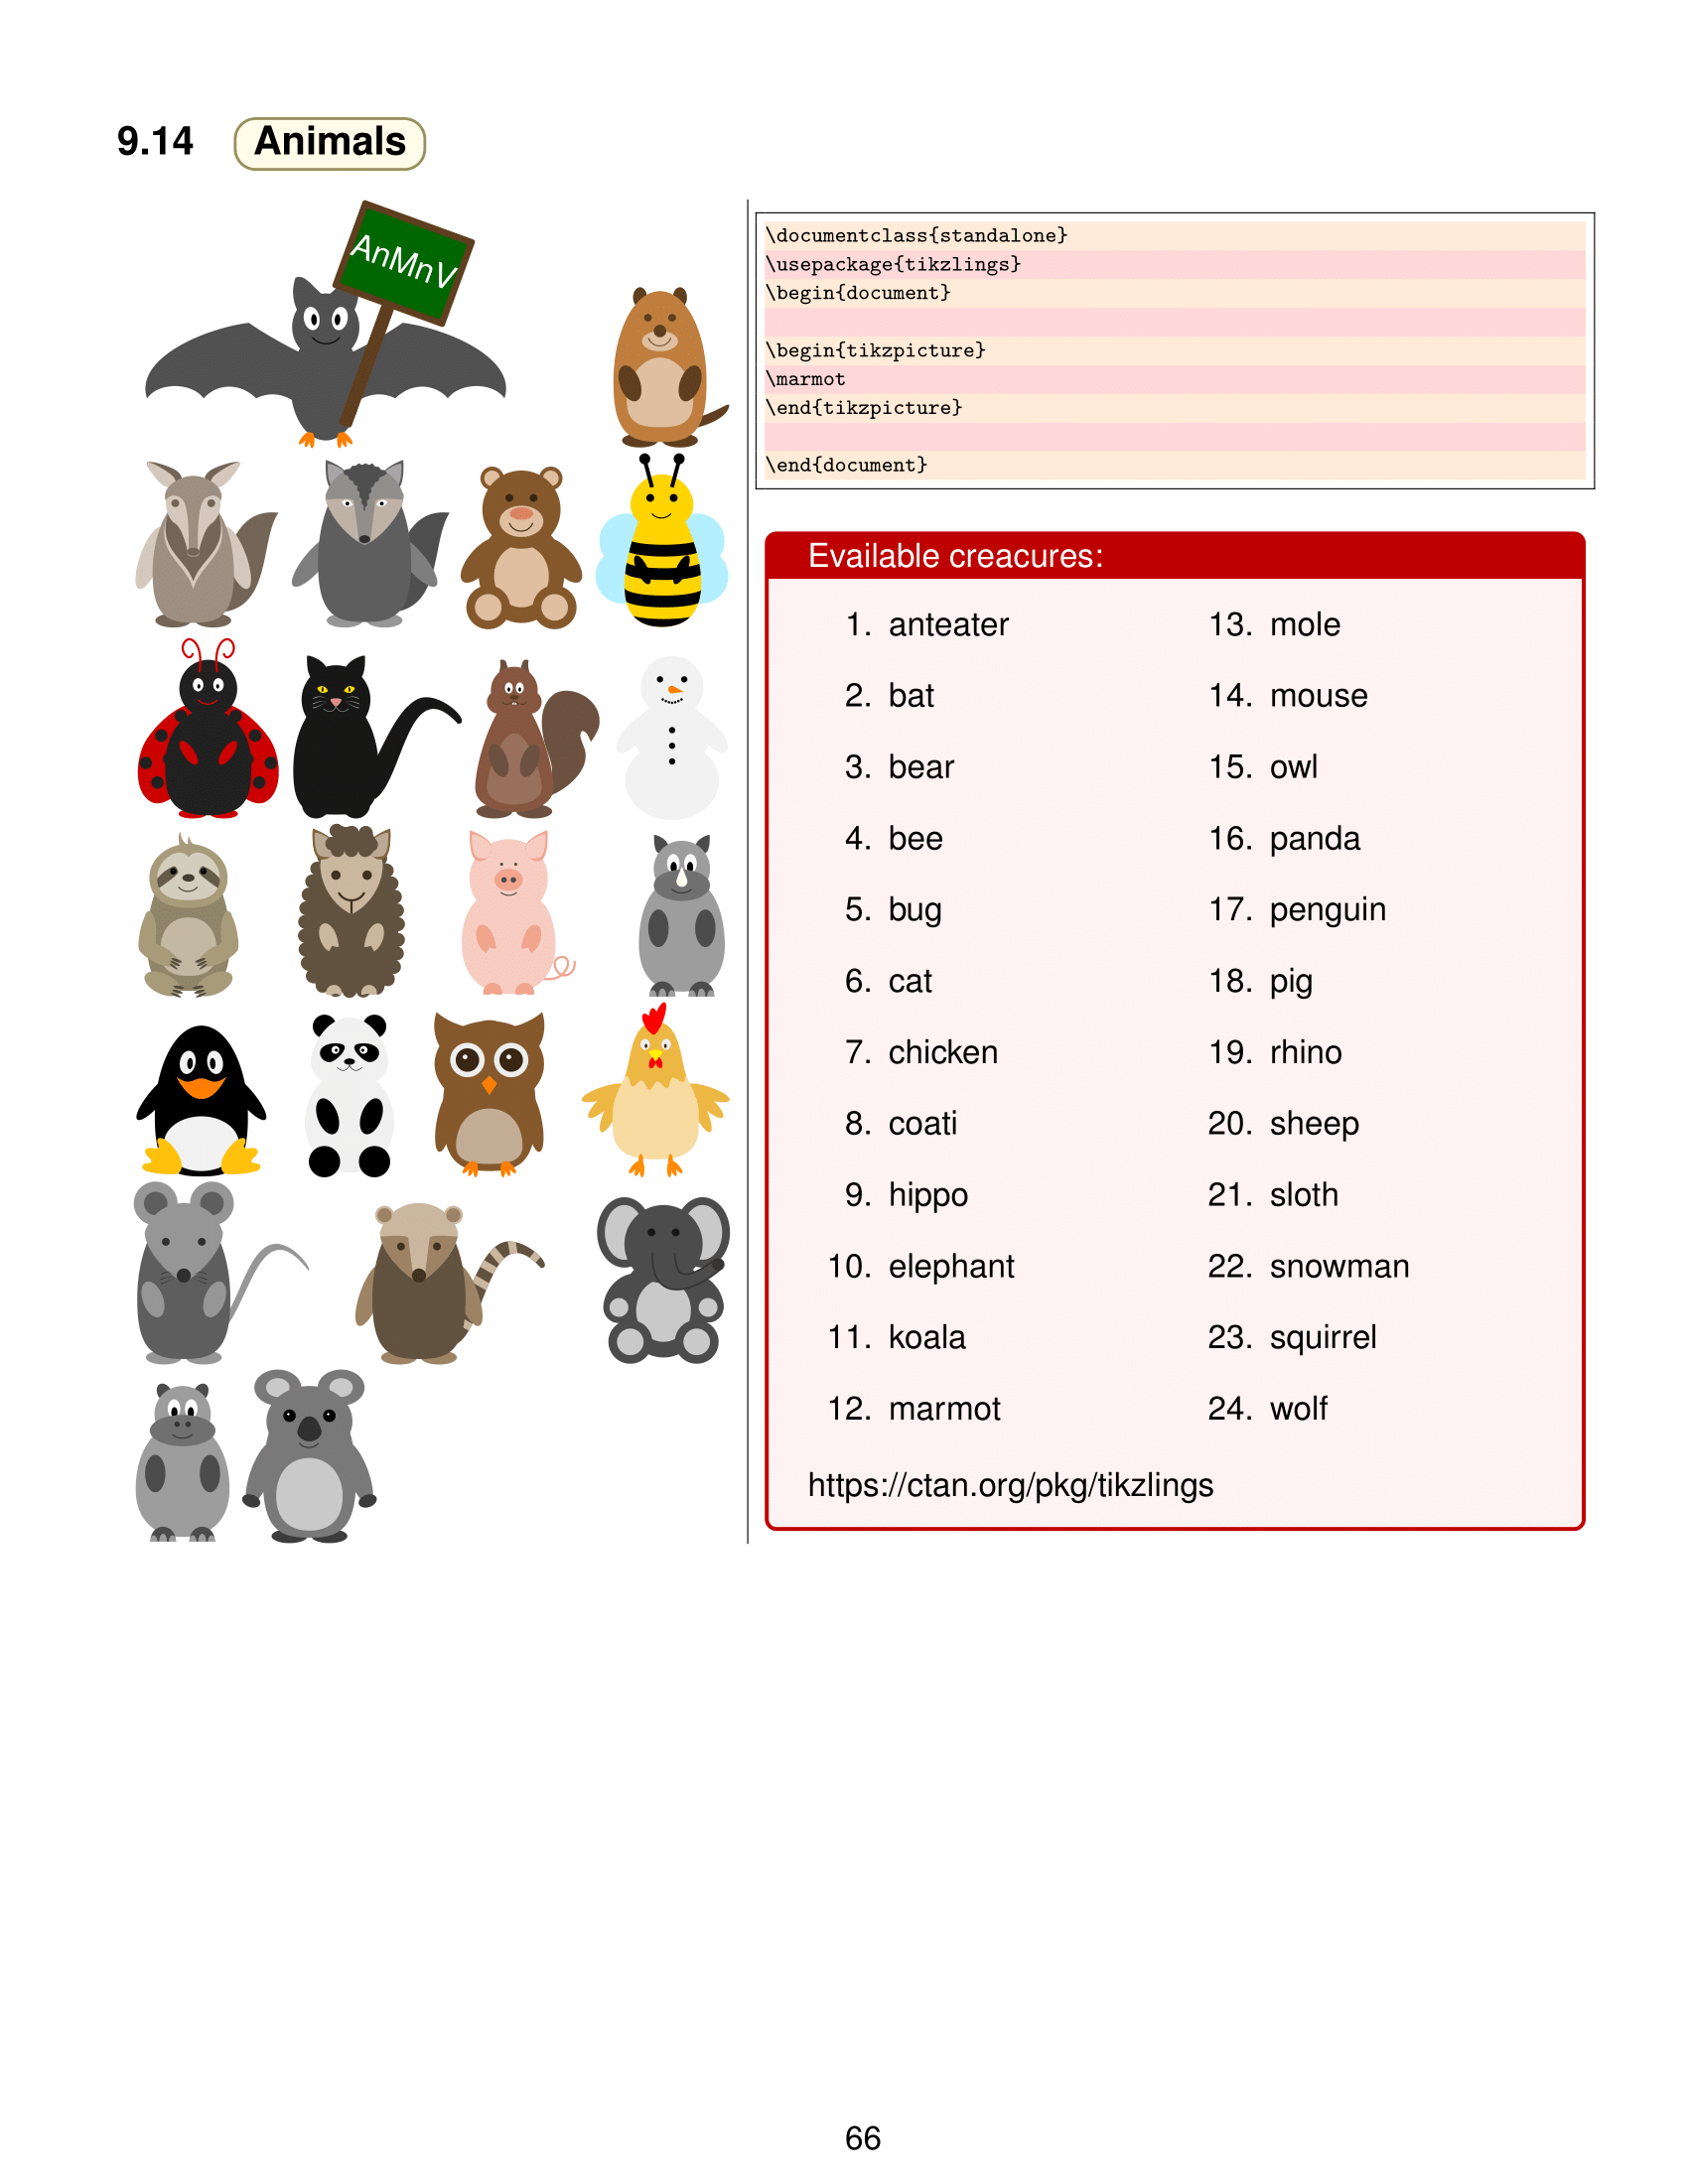 9.14 Animals
AnMnV
\documentclass{standalone}
\usepackage{tikzlings}
\begin{document}
\begin{tikzpicture}
\marmot
\end{tikzpicture}
\end{document}
Evailable creacures:
1. anteater
2. bat
3. bear
4. bee
5. bug
6. cat
7. chicken
8. coati
9. hippo
10. elephant
11. koala
12. marmot
13. mole
14. mouse
15. owl
16. panda
17. penguin
18. pig
19. rhino
20. sheep
21. sloth
22. snowman
23. squirrel
24. wolf
https://ctan.org/pkg/tikzlings
66